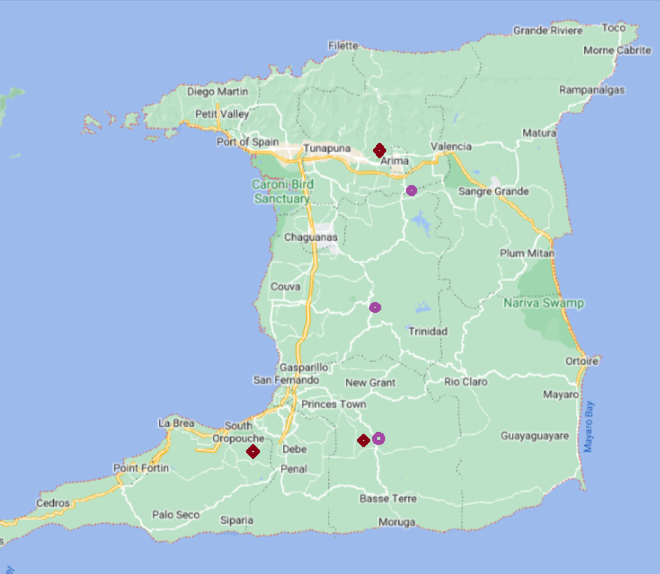 Toco
Grande Riviere
Filette
Morne Cabrite
Rampanalgas
Diego Martin
Petit Valley
Matura
Port of Spain
Tunapuna
Valencia
Arima
Caroni Bird
Sanctuary
Sangre Grande
Chaguanas
Plum Mitan
Couva
Nariva Swamp
Trinidad
Ortoire
Gasparillo
San Fernando
New Grant
Rio Claro
Mayaro
Princes Town
Mayaro Bay
La Brea
South
Oropouche
Guayaguayare
Debe
Point Fortin
Penal
Cedros
Basse Terre
Palo Seco
Siparia
Moruga